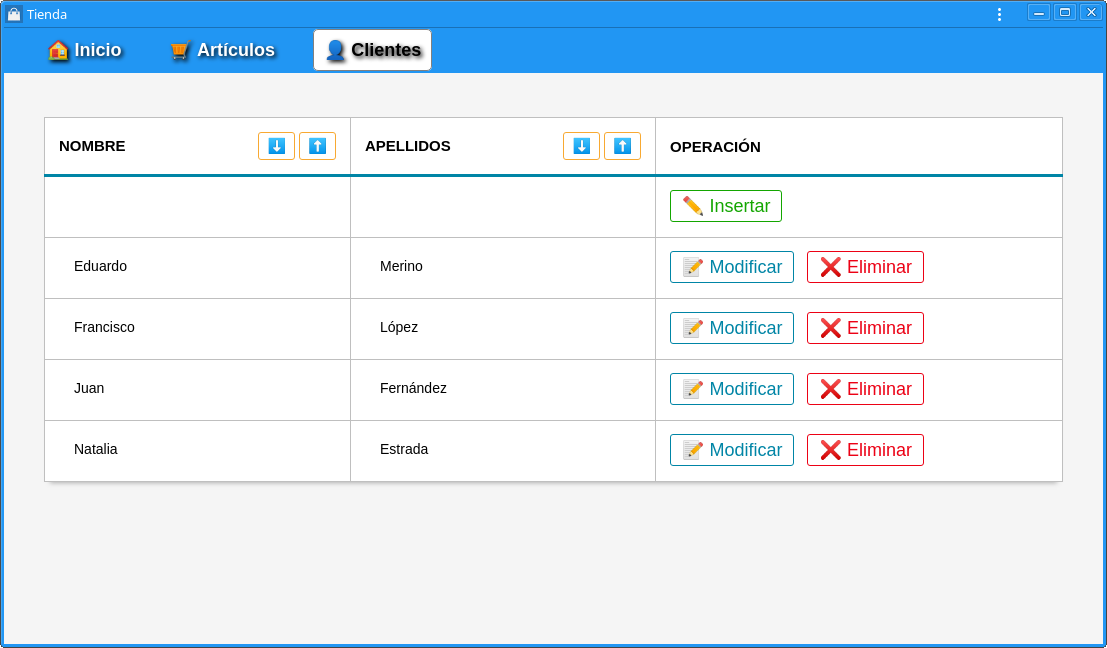 Tienda
Inicio Artículos Clientes
NOMBRE APELLIDOS OPERACIÓN
Insertar
Eduardo Merino Modificar Eliminar
Francisco López Modificar Eliminar
Juan Fernández Modificar Eliminar
Natalia Estrada Modificar Eliminar